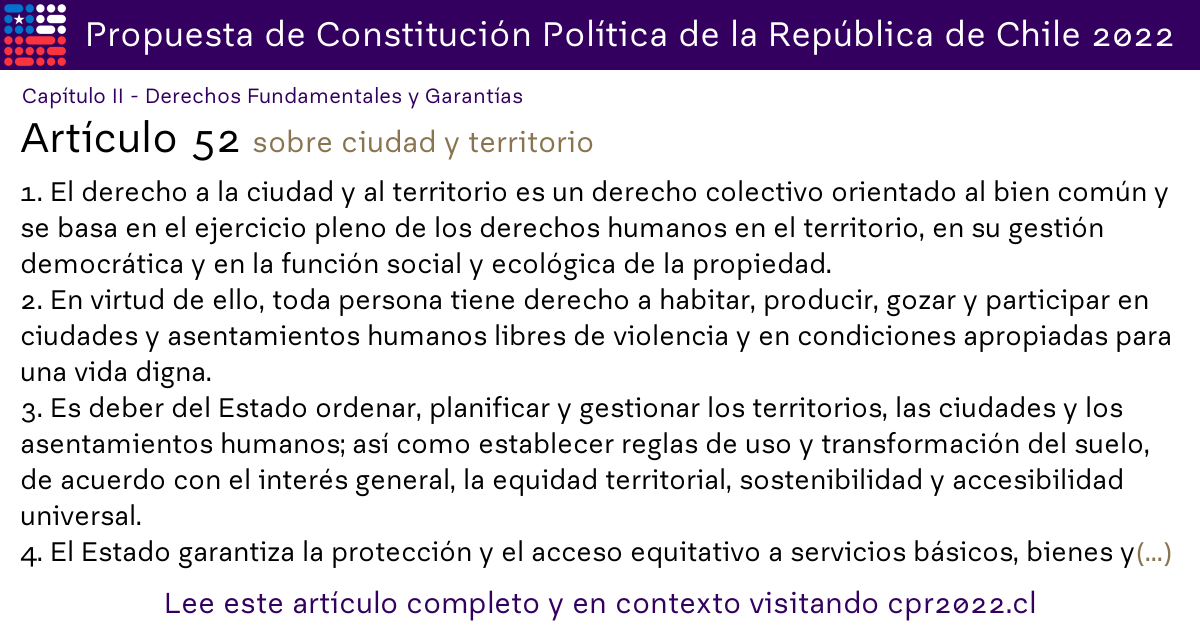 Propuesta de Constitución Política de la República de Chile 2022
Capítulo II - Derechos Fundamentales y Garantías
Artículo 52 sobre ciudad y territorio
1. El derecho a la ciudad y al territorio es un derecho colectivo orientado al bien común y
se basa en el ejercicio pleno de los derechos humanos en el territorio, en su gestión
democrática y en la función social y ecológica de la propiedad.
2. En virtud de ello, toda persona tiene derecho a habitar, producir, gozar y participar en
ciudades y asentamientos humanos libres de violencia y en condiciones apropiadas para
una vida digna.
3. Es deber del Estado ordenar, planificar y gestionar los territorios, las ciudades y los
asentamientos humanos; así como establecer reglas de uso y transformación del suelo,
de acuerdo con el interés general, la equidad territorial, sostenibilidad y accesibilidad
universal.
4. El Estado garantiza la protección y el acceso equitativo a servicios básicos, bienes y(...)
Lee este artículo completo y en contexto visitando cpr2022.cl